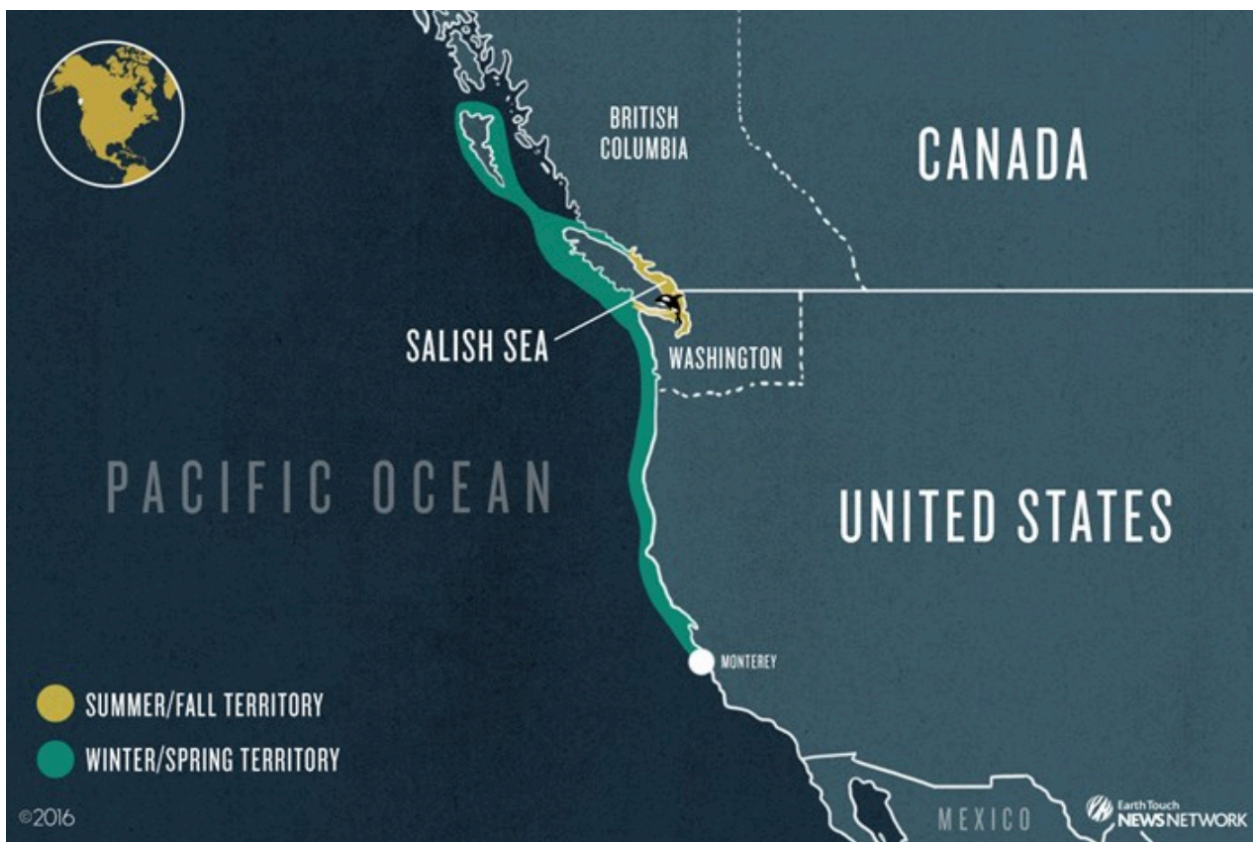 BRITISH
COLUMBIA
CANADA
SALISH SEA
WASHINGTON
PACIFIC OCEAN
UNITED STATES
MONTEREY
SUMMER/FALL TERRITORY
WINTER/SPRING TERRITORY
©2016
MEXICO
Earth Touch
NEWS NETWORK